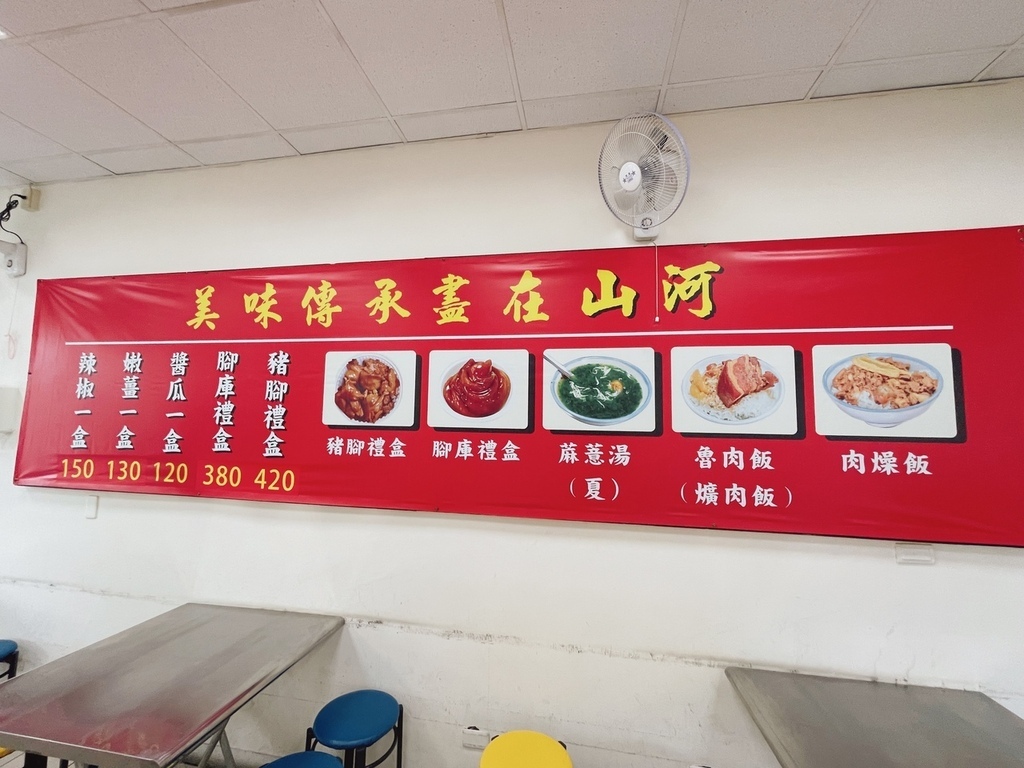 美味傳承盡在山河
辣椒一盒 150
嫩薑一盒 130
醬瓜一盒 120
腳庫禮盒 380
豬腳禮盒 420
豬腳禮盒
腳庫禮盒
蔴薏湯
（夏）
魯肉飯
（爌肉飯）
肉燥飯